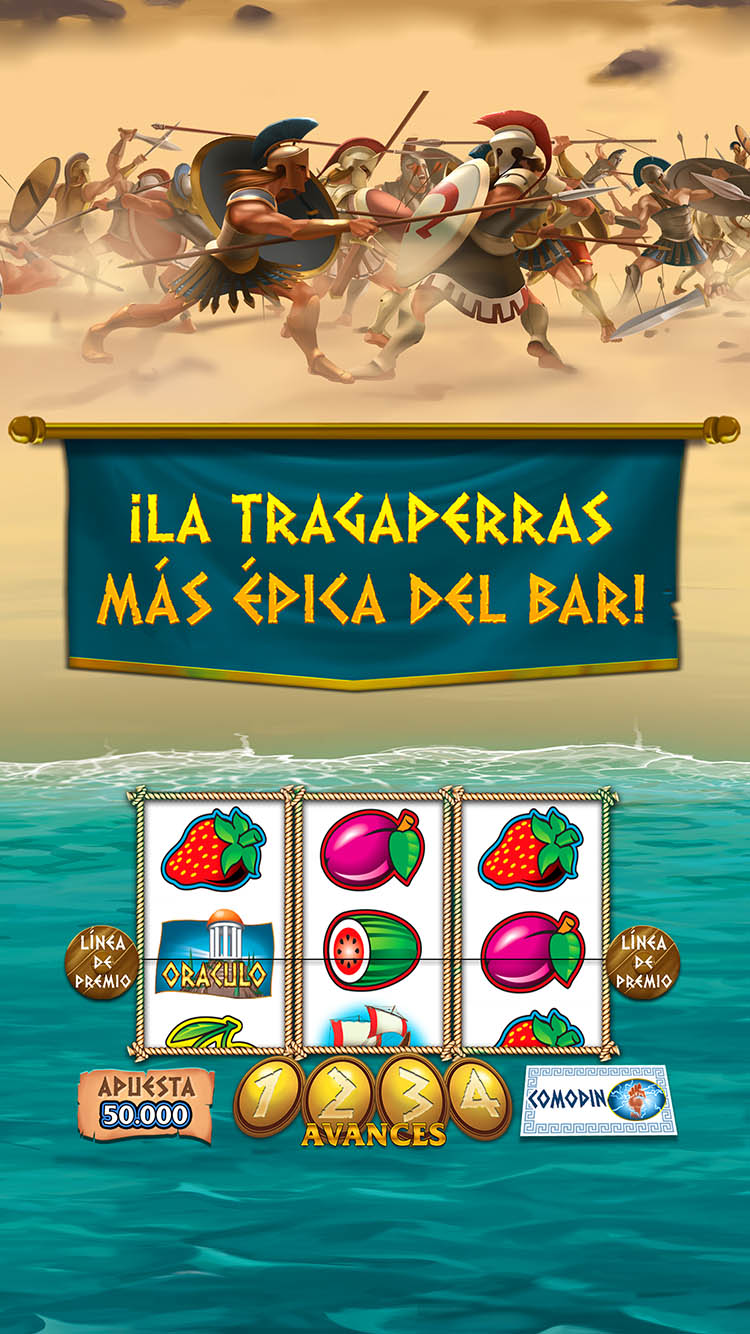 ¡LA TRAGAPERRAS
MÁS ÉPICA DEL BAR!
ORACULO
LÍNEA
DE
PREMIO
LÍNEA
DE
PREMIO
APUESTA
50.000
1 2 3 4
AVANCES
COMODIN